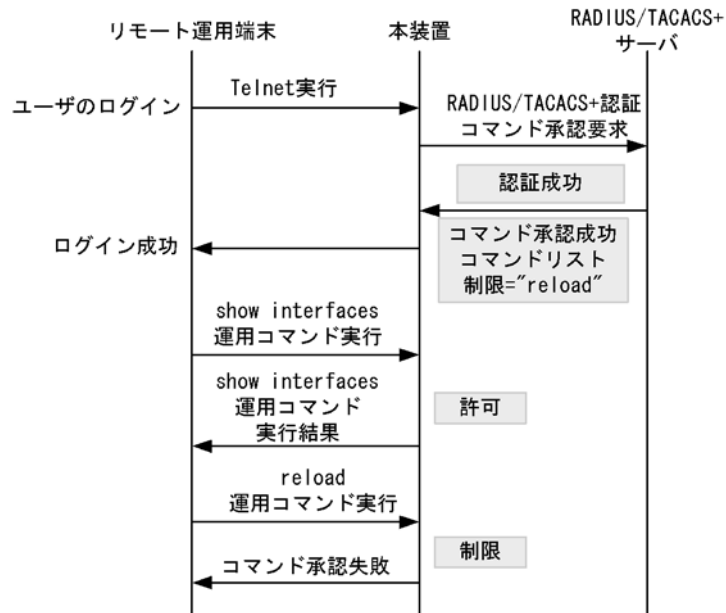 リモート運用端末
本装置
RADIUS/TACACS+
サーバ
ユーザのログイン
Telnet実行
RADIUS/TACACS+認証
コマンド承認要求
認証成功
ログイン成功
コマンド承認成功
コマンドリスト
制限="reload"
show interfaces
運用コマンド実行
show interfaces
運用コマンド
実行結果
許可
reload
運用コマンド実行
制限
コマンド承認失敗